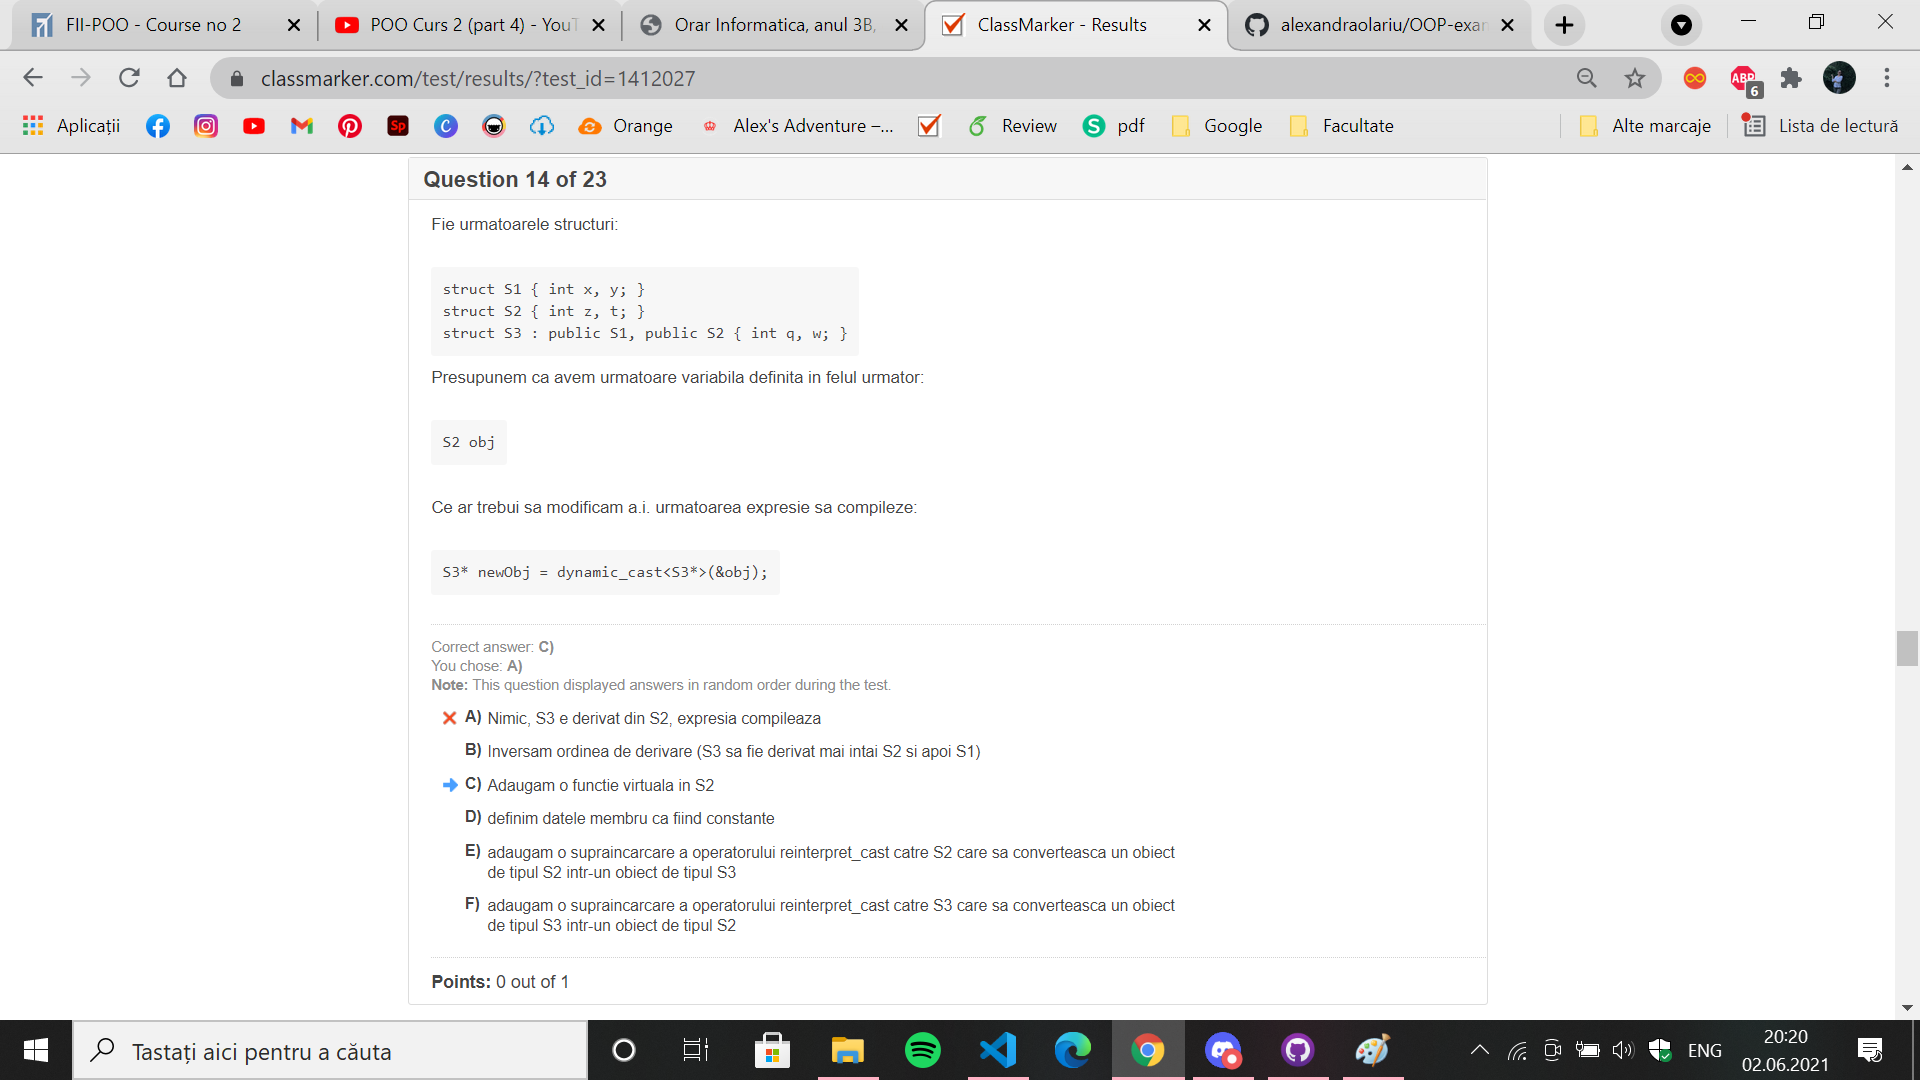 FII-POO - Course no 2
POO Curs 2 (part 4) - YouT
Orar Informatica, anul 3B,
ClassMarker - Results
alexandraolariu/OOP-exan
classmarker.com/test/results/?test_id=1412027
ABP
6
Aplicații
Sp
C
Orange
Alex's Adventure –...
Review
S
pdf
Google
Facultate
Alte marcaje
Lista de lectură
Question 14 of 23
Fie urmatoarele structuri:
struct S1 { int x, y; }
struct S2 { int z, t; }
struct S3 : public S1, public S2 { int q, w; }
Presupunem ca avem urmatoare variabila definita in felul urmator:
S2 obj
Ce ar trebui sa modificam a.i. urmatoarea expresie sa compileze:
S3* newObj = dynamic_cast<S3*>(&obj);
Correct answer: C)
You chose: A)
Note: This question displayed answers in random order during the test.
A) Nimic, S3 e derivat din S2, expresia compileaza
B) Inversam ordinea de derivare (S3 sa fie derivat mai intai S2 si apoi S1)
C) Adaugam o functie virtuala in S2
D) definim datele membru ca fiind constante
E) adaugam o supraincarcare a operatorului reinterpret_cast catre S2 care sa converteasca un obiect
de tipul S2 intr-un obiect de tipul S3
F) adaugam o supraincarcare a operatorului reinterpret_cast catre S3 care sa converteasca un obiect
de tipul S3 intr-un obiect de tipul S2
Points: 0 out of 1
Tastați aici pentru a căuta
ENG
20:20
02.06.2021